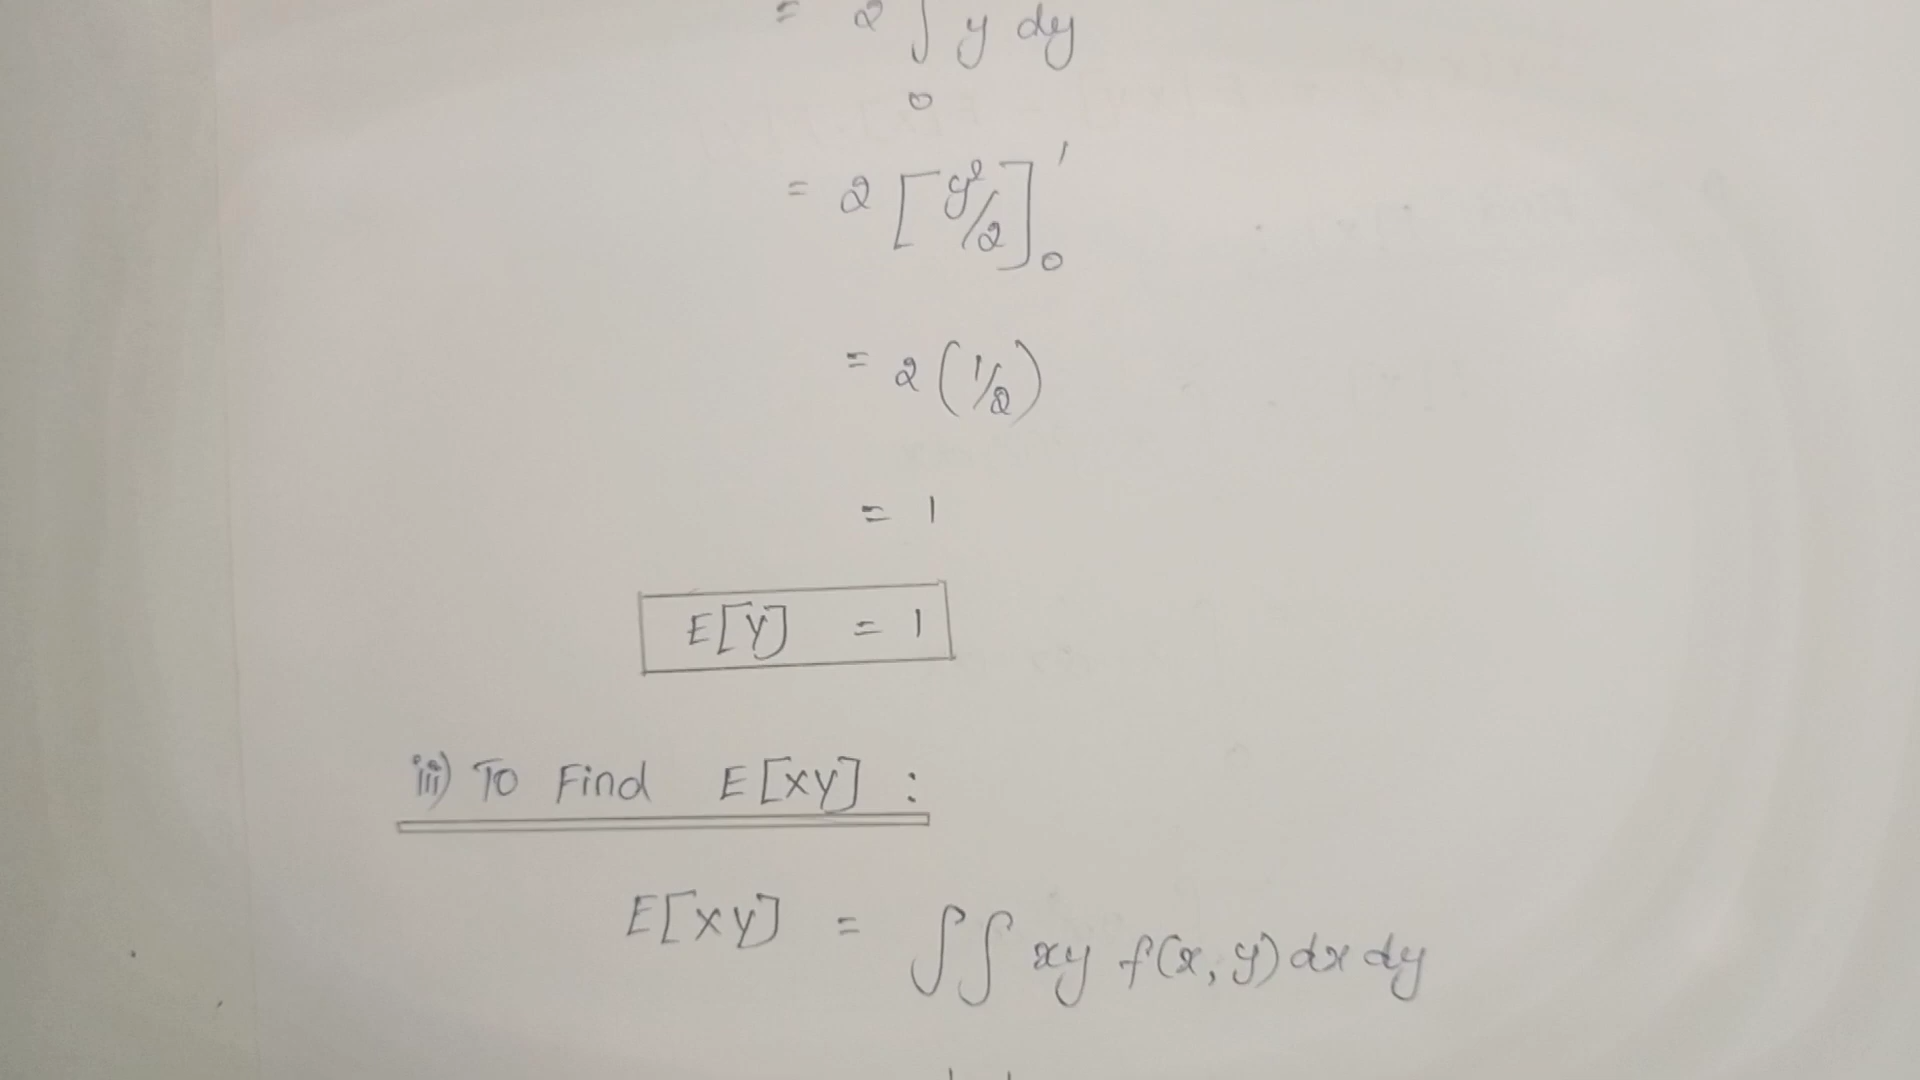 = 2 ∫ y dy
0
= 2 [y²/2]₀¹
= 2 (1/2)
= 1
E[Y] = 1
iii) To Find E[XY] :
E[XY] = ∫∫ xy f(x, y) dx dy